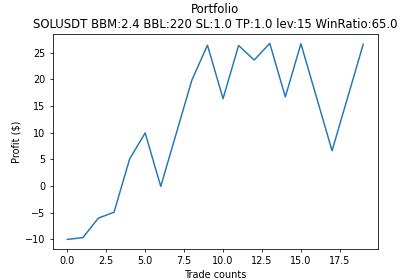 Portfolio
SOLUSDT BBM:2.4 BBL:220 SL:1.0 TP:1.0 lev:15 WinRatio:65.0
25
20
15
10
5
0
−5
−10
Profit ($)
0.0 2.5 5.0 7.5 10.0 12.5 15.0 17.5
Trade counts